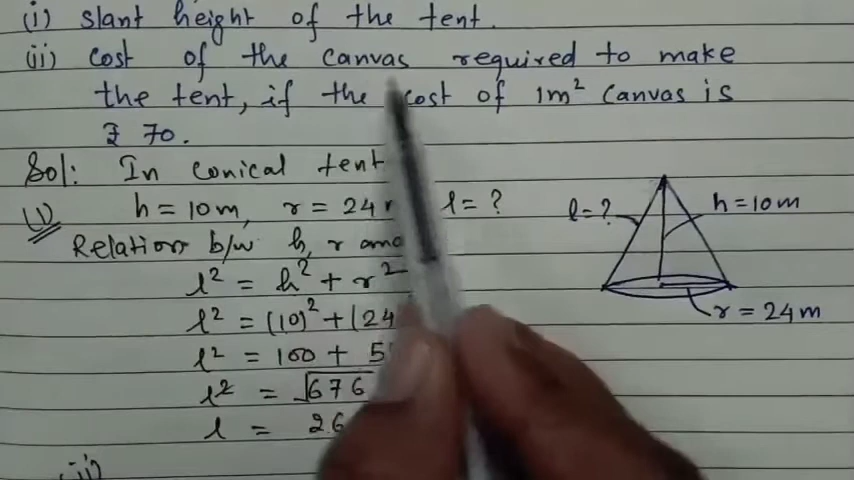 (i) slant height of the tent.
(ii) cost of the canvas required to make
the tent, if the cost of 1m² canvas is
₹ 70.
Sol: In conical tent
(i) h = 10m, r = 24 l = ?
Relation b/w h, r and
l² = h² + r²
l² = (10)² + (24
l² = 100 + 5
l² = √676
l = 26
(ii)
l = ?
h = 10m
r = 24 m